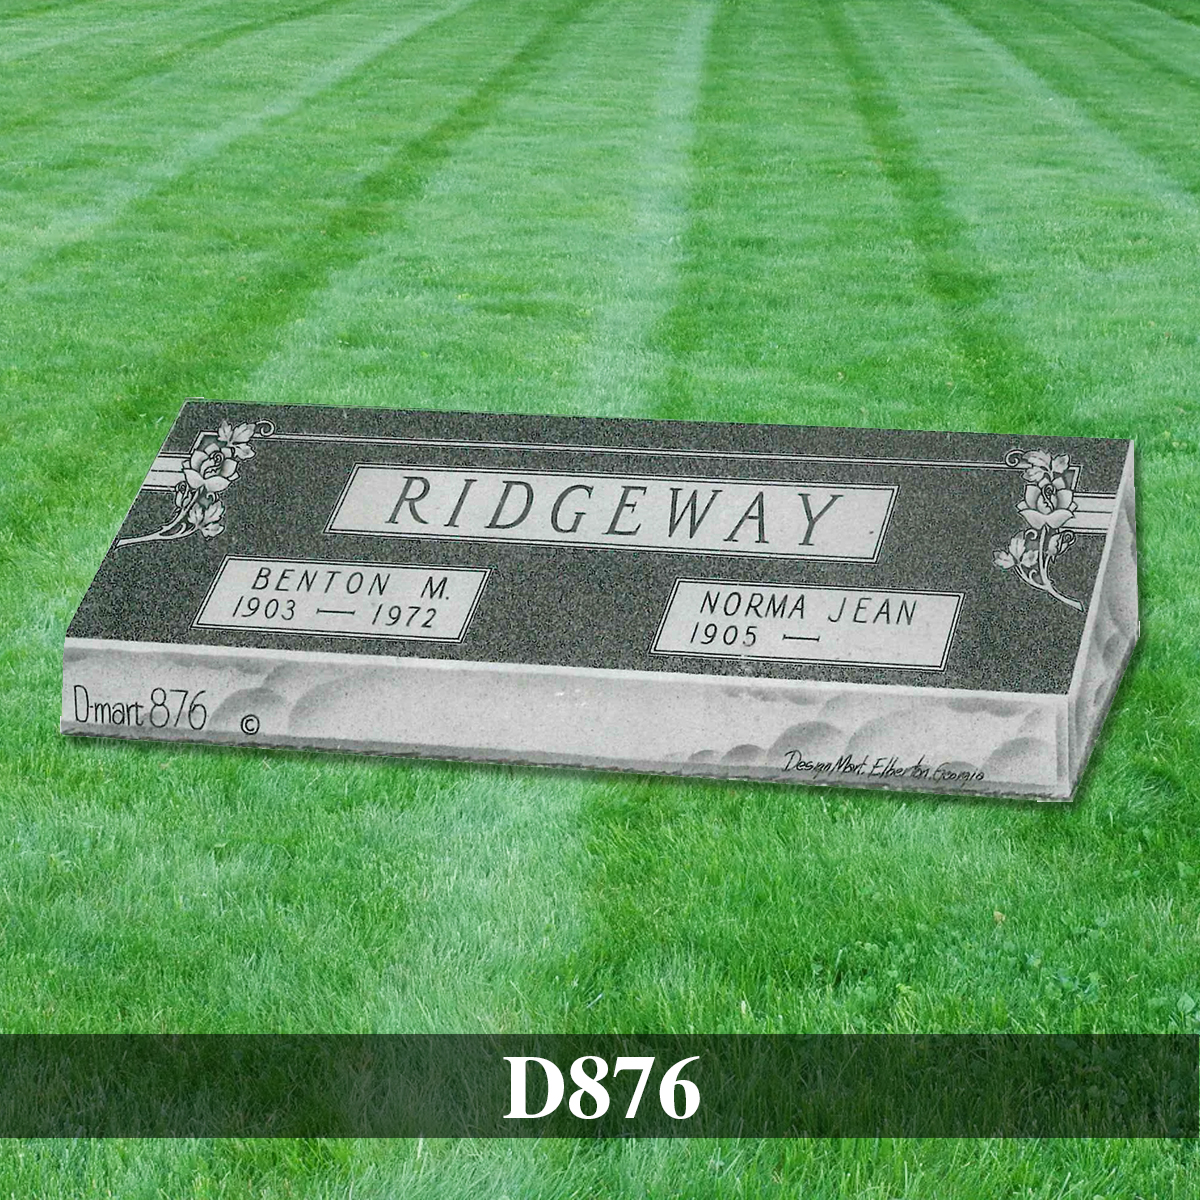 RIDGEWAY
BENTON M.
1903 — 1972
NORMA JEAN
1905 —
D-mart 876 ©
Design Mart, Elberton, Georgia
D876